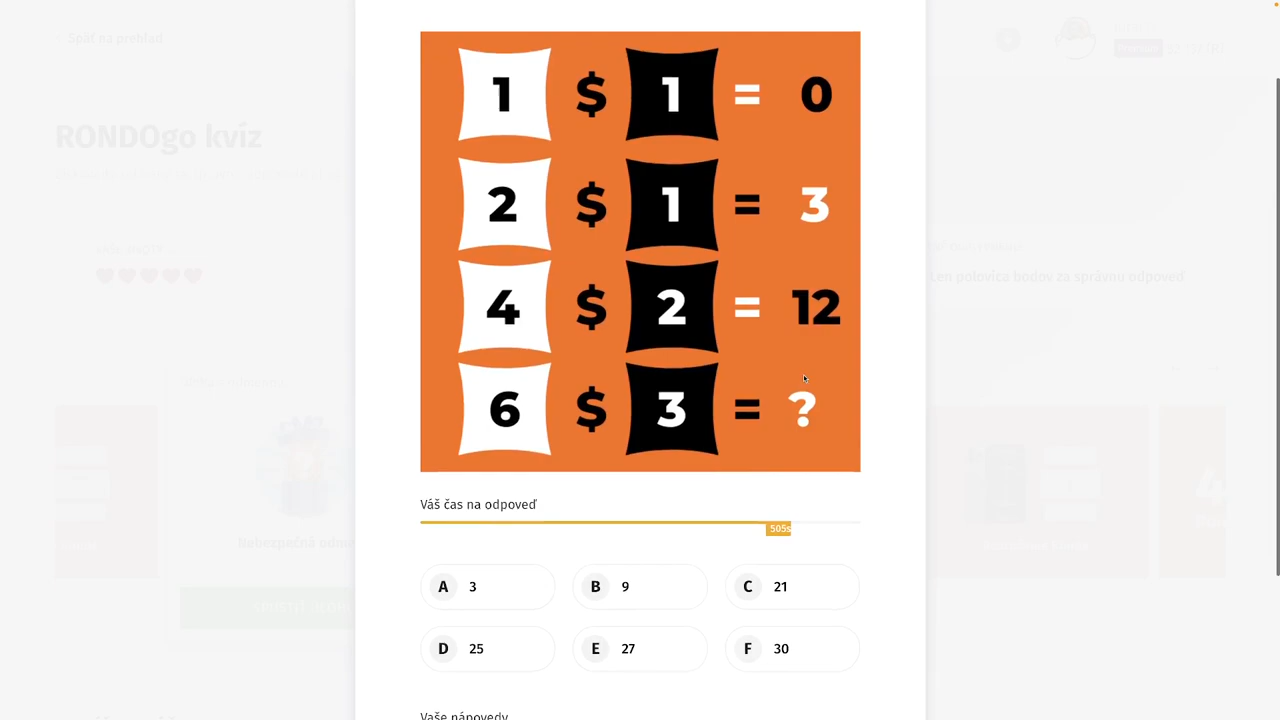 Späť na prehľad
RONDOgo kvíz
1 $ 1 = 0
2 $ 1 = 3
4 $ 2 = 12
6 $ 3 = ?
Len polovica bodov za správnu odpoveď
Váš čas na odpoveď
505s
A 3
B 9
C 21
D 25
E 27
F 30
Vaše nápovedy